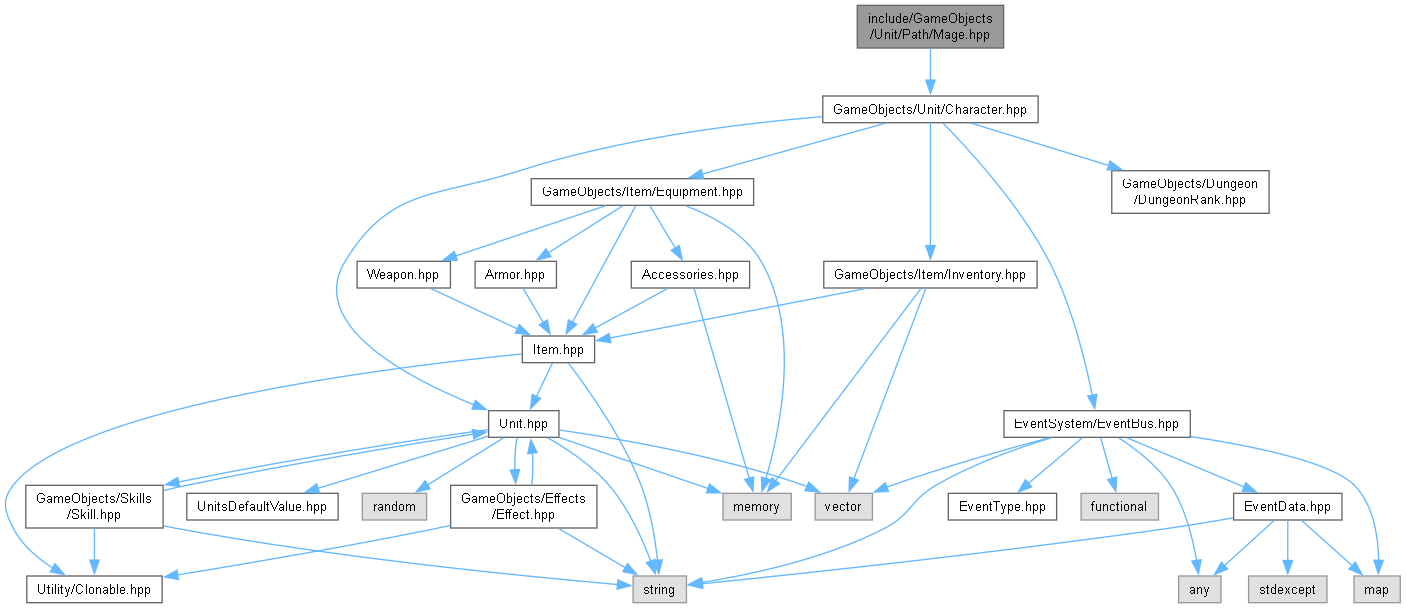 include/GameObjects
/Unit/Path/Mage.hpp
GameObjects/Unit/Character.hpp
GameObjects/Item/Equipment.hpp
GameObjects/Dungeon
/DungeonRank.hpp
Weapon.hpp
Armor.hpp
Accessories.hpp
GameObjects/Item/Inventory.hpp
Item.hpp
Unit.hpp
EventSystem/EventBus.hpp
GameObjects/Skills
/Skill.hpp
UnitsDefaultValue.hpp
random
GameObjects/Effects
/Effect.hpp
memory
vector
EventType.hpp
functional
EventData.hpp
Utility/Clonable.hpp
string
any
stdexcept
map